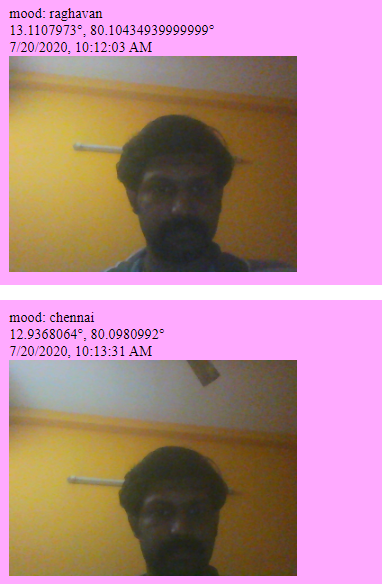 mood: raghavan
13.1107973°, 80.10434939999999°
7/20/2020, 10:12:03 AM
mood: chennai
12.9368064°, 80.0980992°
7/20/2020, 10:13:31 AM